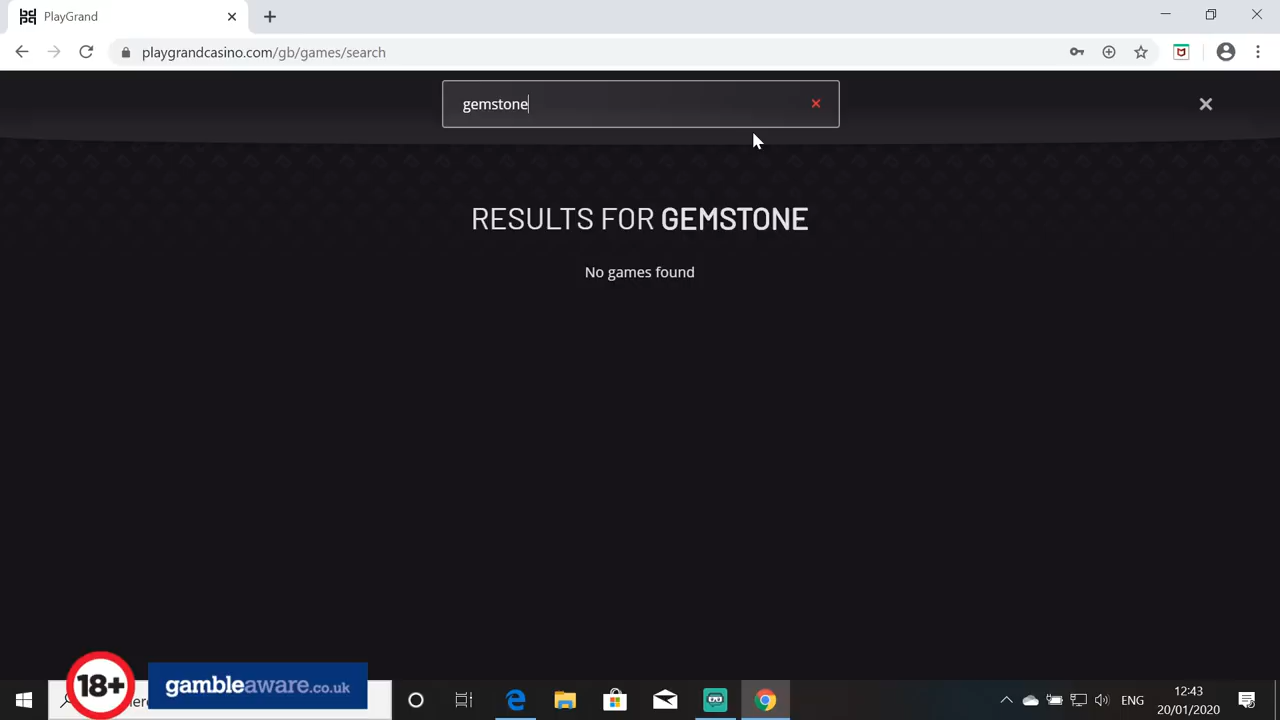 PlayGrand
playgrandcasino.com/gb/games/search
gemstone
RESULTS FOR GEMSTONE
No games found
18+
gambleaware.co.uk
ENG
12:43
20/01/2020